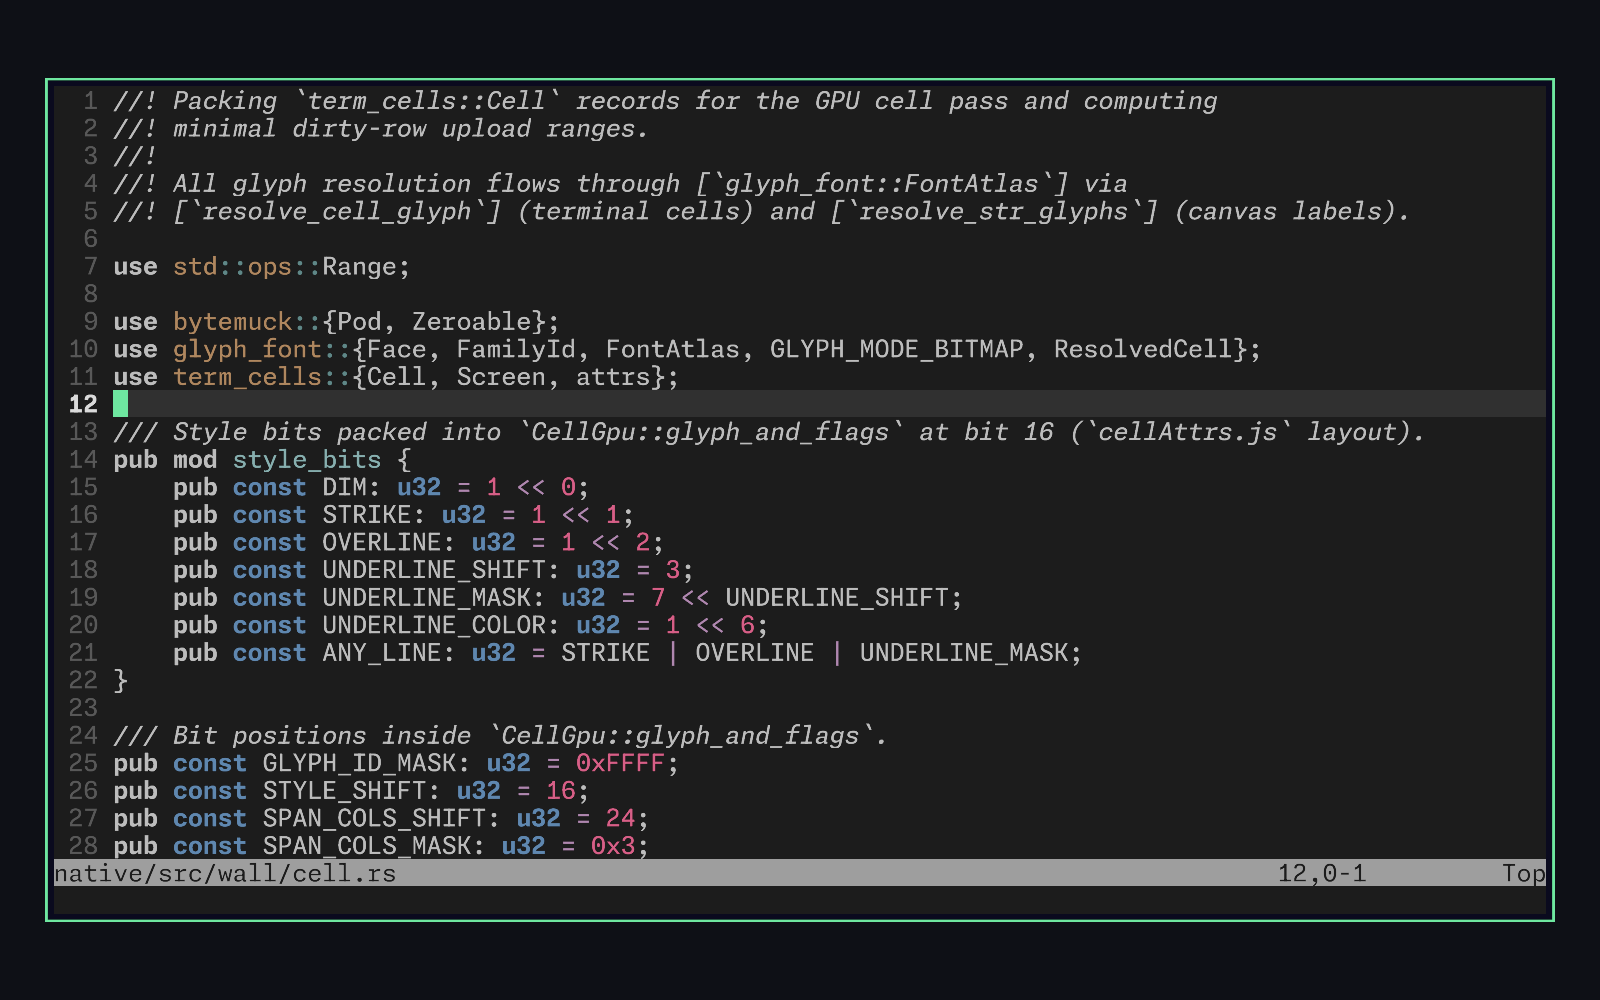 1 //! Packing `term_cells::Cell` records for the GPU cell pass and computing
2 //! minimal dirty-row upload ranges.
3 //!
4 //! All glyph resolution flows through [`glyph_font::FontAtlas`] via
5 //! [`resolve_cell_glyph`] (terminal cells) and [`resolve_str_glyphs`] (canvas labels).
6
7 use std::ops::Range;
8
9 use bytemuck::{Pod, Zeroable};
10 use glyph_font::{Face, FamilyId, FontAtlas, GLYPH_MODE_BITMAP, ResolvedCell};
11 use term_cells::{Cell, Screen, attrs};
12
13 /// Style bits packed into `CellGpu::glyph_and_flags` at bit 16 (`cellAttrs.js` layout).
14 pub mod style_bits {
15     pub const DIM: u32 = 1 << 0;
16     pub const STRIKE: u32 = 1 << 1;
17     pub const OVERLINE: u32 = 1 << 2;
18     pub const UNDERLINE_SHIFT: u32 = 3;
19     pub const UNDERLINE_MASK: u32 = 7 << UNDERLINE_SHIFT;
20     pub const UNDERLINE_COLOR: u32 = 1 << 6;
21     pub const ANY_LINE: u32 = STRIKE | OVERLINE | UNDERLINE_MASK;
22 }
23
24 /// Bit positions inside `CellGpu::glyph_and_flags`.
25 pub const GLYPH_ID_MASK: u32 = 0xFFFF;
26 pub const STYLE_SHIFT: u32 = 16;
27 pub const SPAN_COLS_SHIFT: u32 = 24;
28 pub const SPAN_COLS_MASK: u32 = 0x3;
native/src/wall/cell.rs 12,0-1 Top